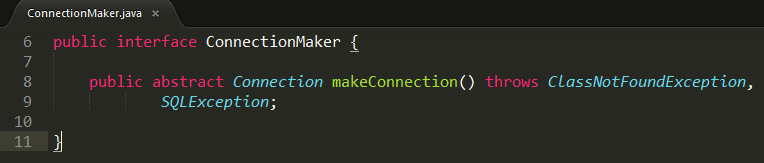 ConnectionMaker.java ×
6 public interface ConnectionMaker {
7
8 public abstract Connection makeConnection() throws ClassNotFoundException,
9 SQLException;
10
11 }